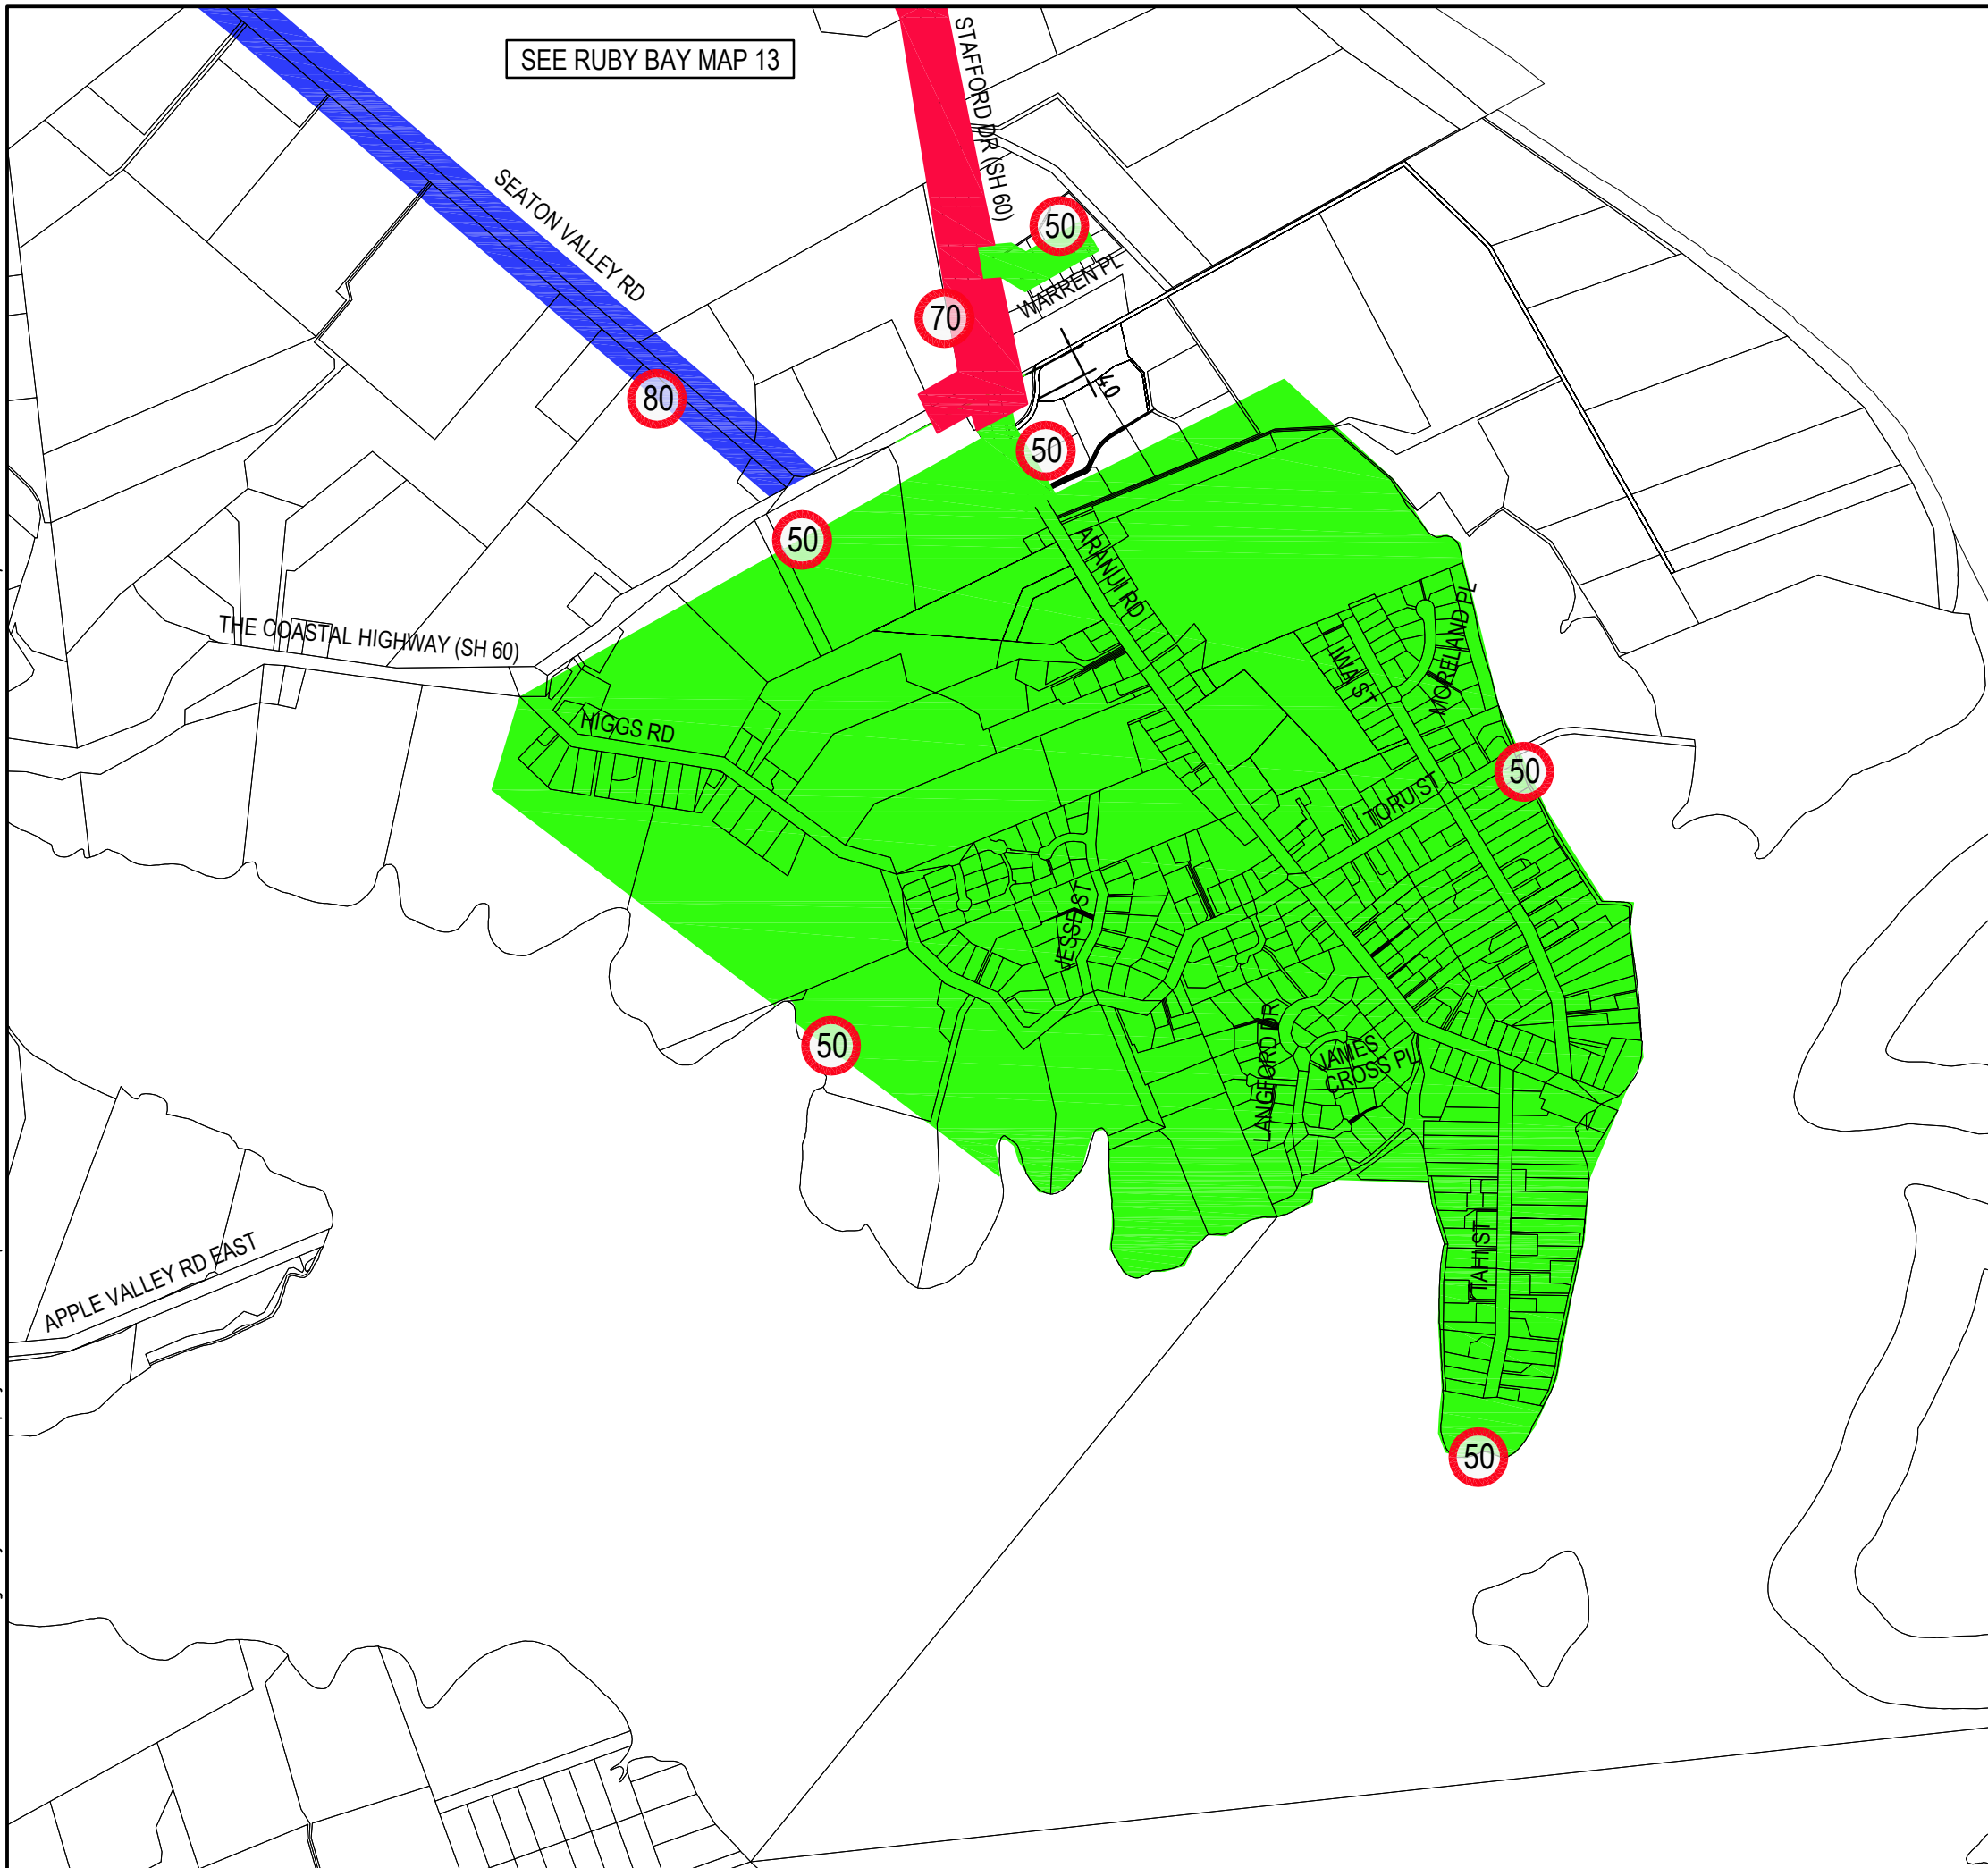 SEE RUBY BAY MAP 13
STAFFORD DR (SH 60)
SEATON VALLEY RD
50
WARREN PL
70
40
80
50
50
ARANUI RD
THE COASTAL HIGHWAY (SH 60)
IWA ST
MORELAND PL
HIGGS RD
50
TORU ST
JESSE ST
LANGFORD DR
JAMES
CROSS PL
50
TAHI ST
APPLE VALLEY RD EAST
50